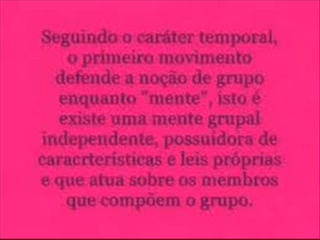 Seguindo o caráter temporal,
o primeiro movimento
defende a noção de grupo
enquanto "mente", isto é
existe uma mente grupal
independente, possuidora de
caracrterísticas e leis próprias
e que atua sobre os membros
que compõem o grupo.